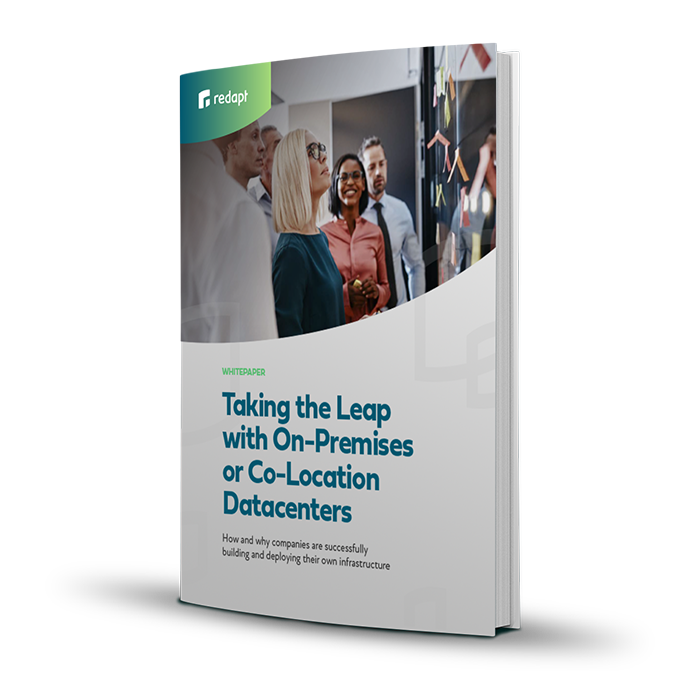 redapt
WHITEPAPER
Taking the Leap
with On-Premises
or Co-Location
Datacenters
How and why companies are successfully
building and deploying their own infrastructure